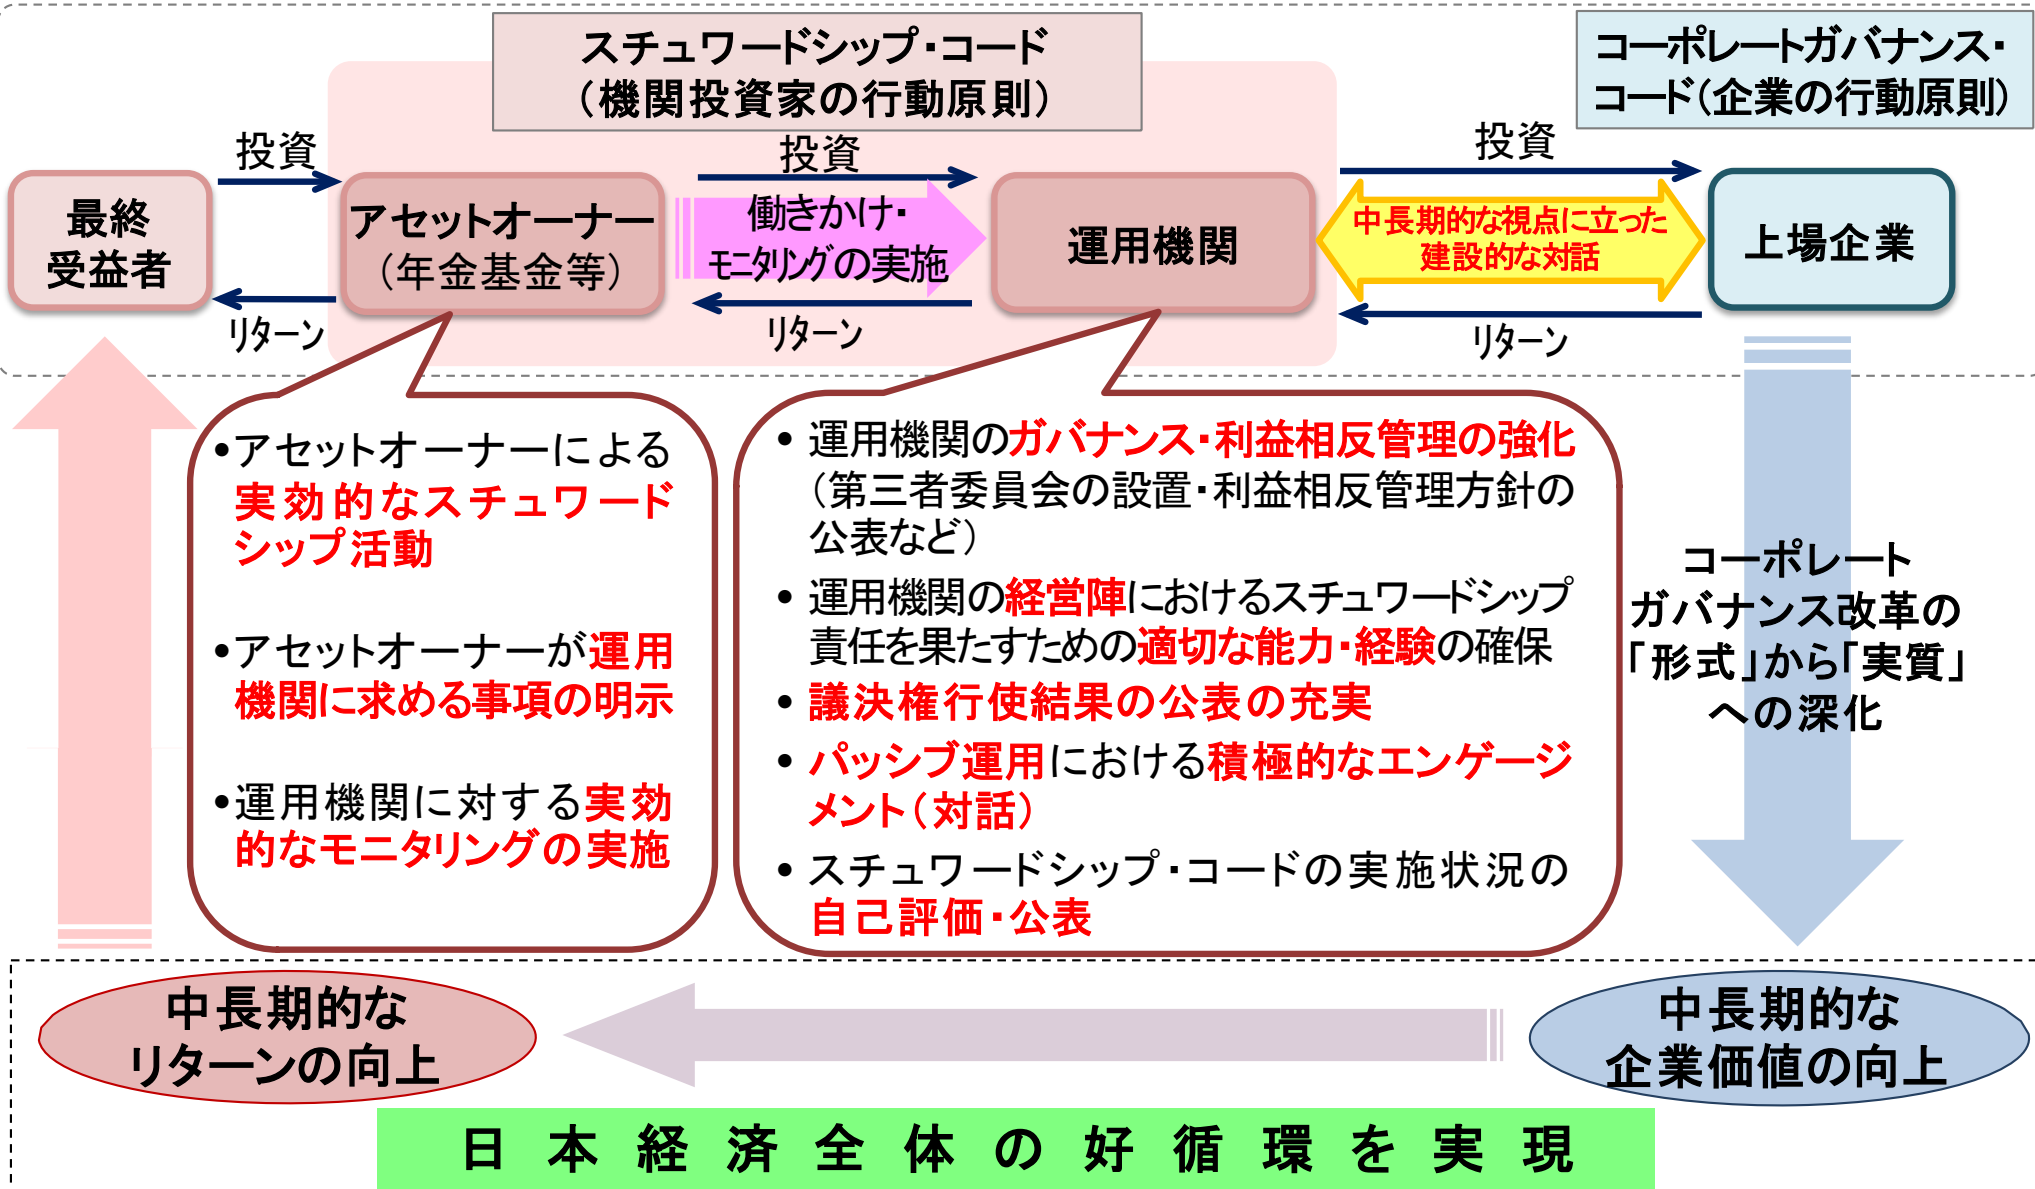 スチュワードシップ・コード
（機関投資家の行動原則）
コーポレートガバナンス・
コード（企業の行動原則）
投資
投資
投資
最終
受益者
アセットオーナー
（年金基金等）
働きかけ・
モニタリングの実施
運用機関
中長期的な視点に立った
建設的な対話
上場企業
リターン
リターン
リターン
•アセットオーナーによる
実効的なスチュワード
シップ活動
•アセットオーナーが運用
機関に求める事項の明示
•運用機関に対する実効
的なモニタリングの実施
• 運用機関のガバナンス・利益相反管理の強化
（第三者委員会の設置・利益相反管理方針の
公表など）
• 運用機関の経営陣におけるスチュワードシップ
責任を果たすための適切な能力・経験の確保
• 議決権行使結果の公表の充実
• パッシブ運用における積極的なエンゲージ
メント（対話）
• スチュワードシップ・コードの実施状況の
自己評価・公表
コーポレート
ガバナンス改革の
「形式」から「実質」
への深化
中長期的な
リターンの向上
中長期的な
企業価値の向上
日本経済全体の好循環を実現